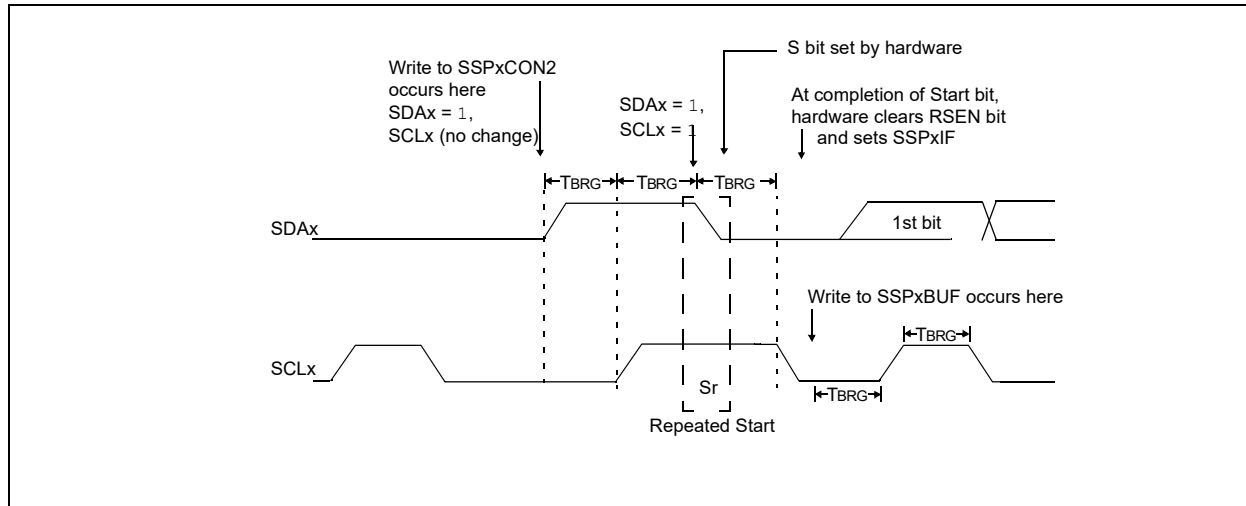 S bit set by hardware
Write to SSPxCON2
occurs here
SDAx = 1,
SCLx (no change)
SDAx = 1,
SCLx = 1
At completion of Start bit,
hardware clears RSEN bit
and sets SSPxIF
TBRG TBRG TBRG
SDAx
1st bit
Write to SSPxBUF occurs here
TBRG
SCLx
Sr
TBRG
Repeated Start